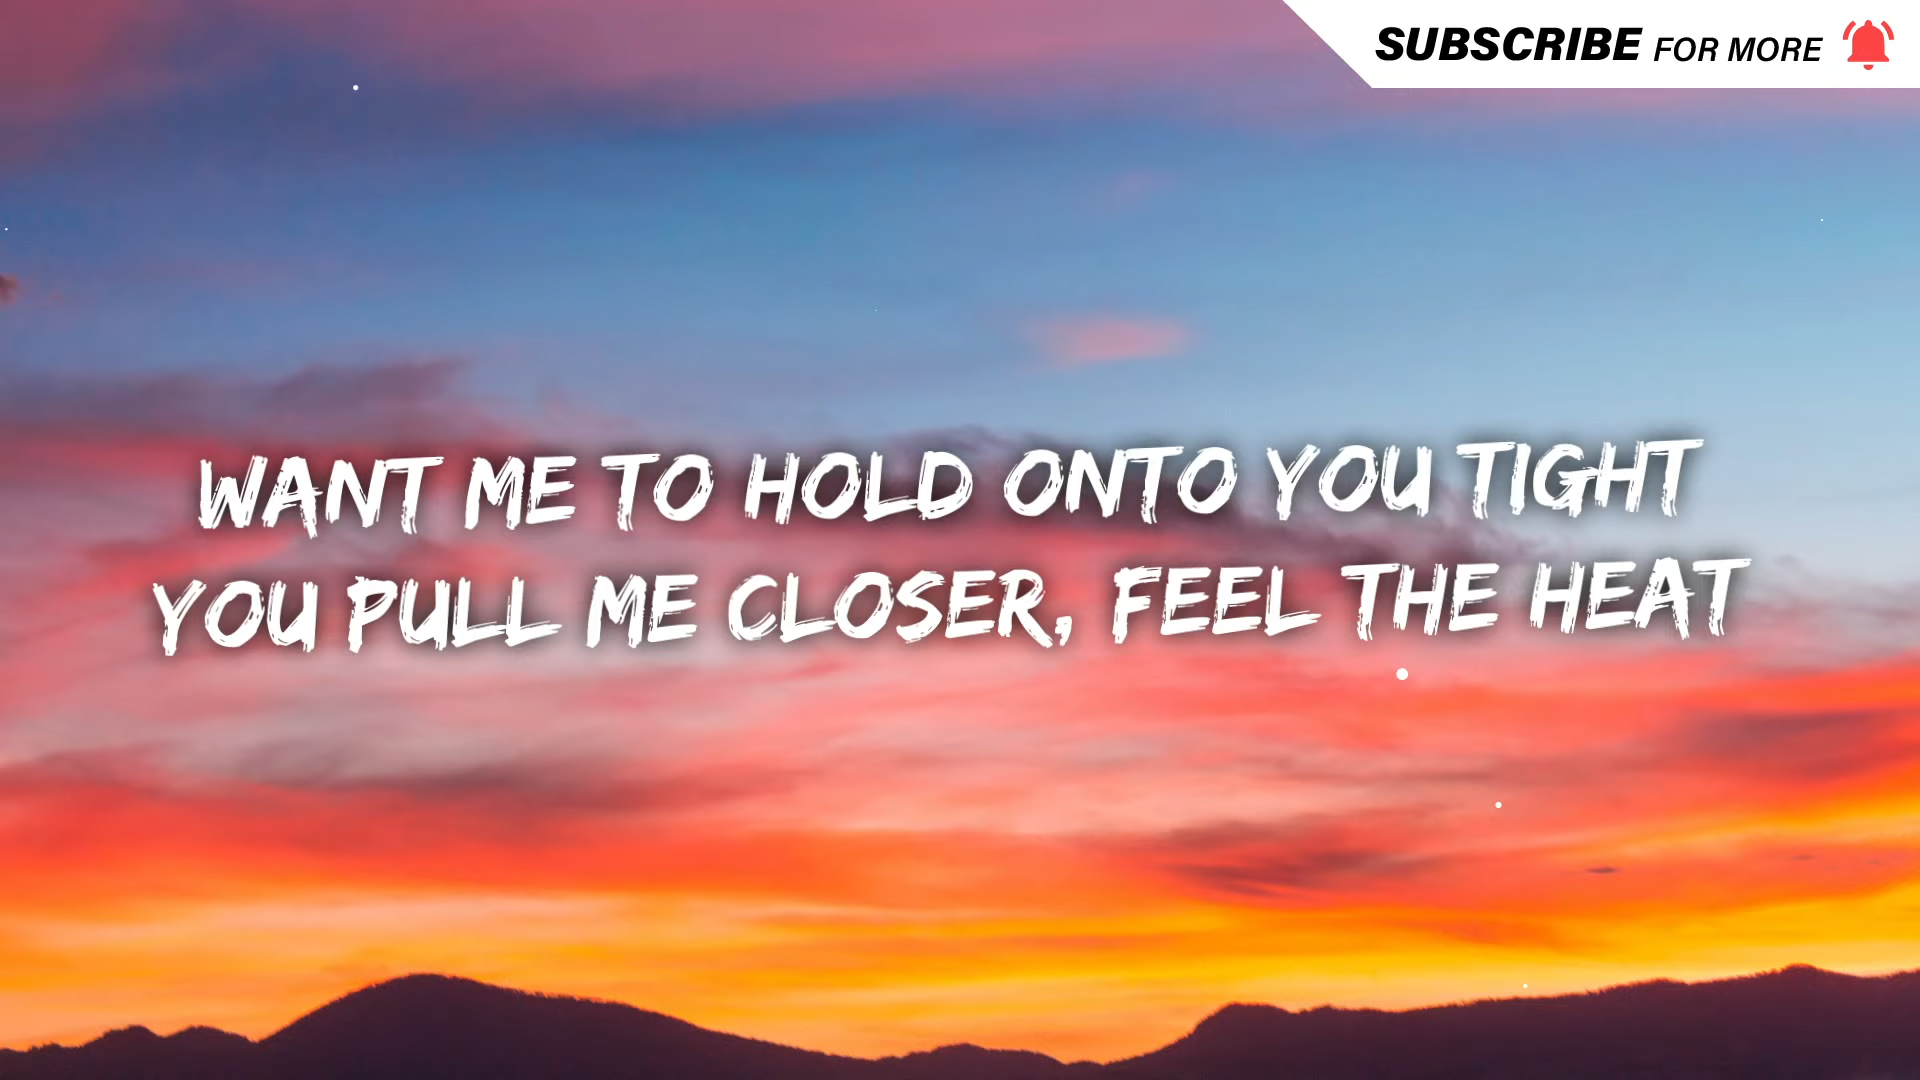 SUBSCRIBE FOR MORE
WANT ME TO HOLD ONTO YOU TIGHT
YOU PULL ME CLOSER, FEEL THE HEAT